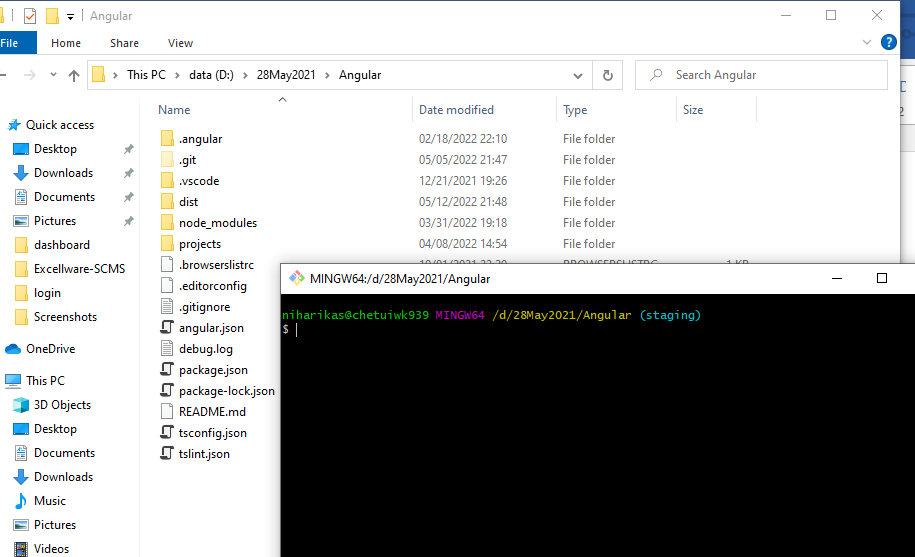 Angular
File Home Share View
This PC data (D:) 28May2021 Angular Search Angular
Name Date modified Type Size
Quick access
Desktop
Downloads
Documents
Pictures
dashboard
Excellware-SCMS
login
Screenshots
OneDrive
This PC
3D Objects
Desktop
Documents
Downloads
Music
Pictures
Videos
.angular 02/18/2022 22:10 File folder
.git 05/05/2022 21:47 File folder
.vscode 12/21/2021 19:26 File folder
dist 05/12/2022 21:48 File folder
node_modules 03/31/2022 19:18 File folder
projects 04/08/2022 14:54 File folder
.browserslistrc
.editorconfig
.gitignore
angular.json
debug.log
package.json
package-lock.json
README.md
tsconfig.json
tslint.json
MINGW64:/d/28May2021/Angular
niharikas@chetuiwk939 MINGW64 /d/28May2021/Angular (staging)
$